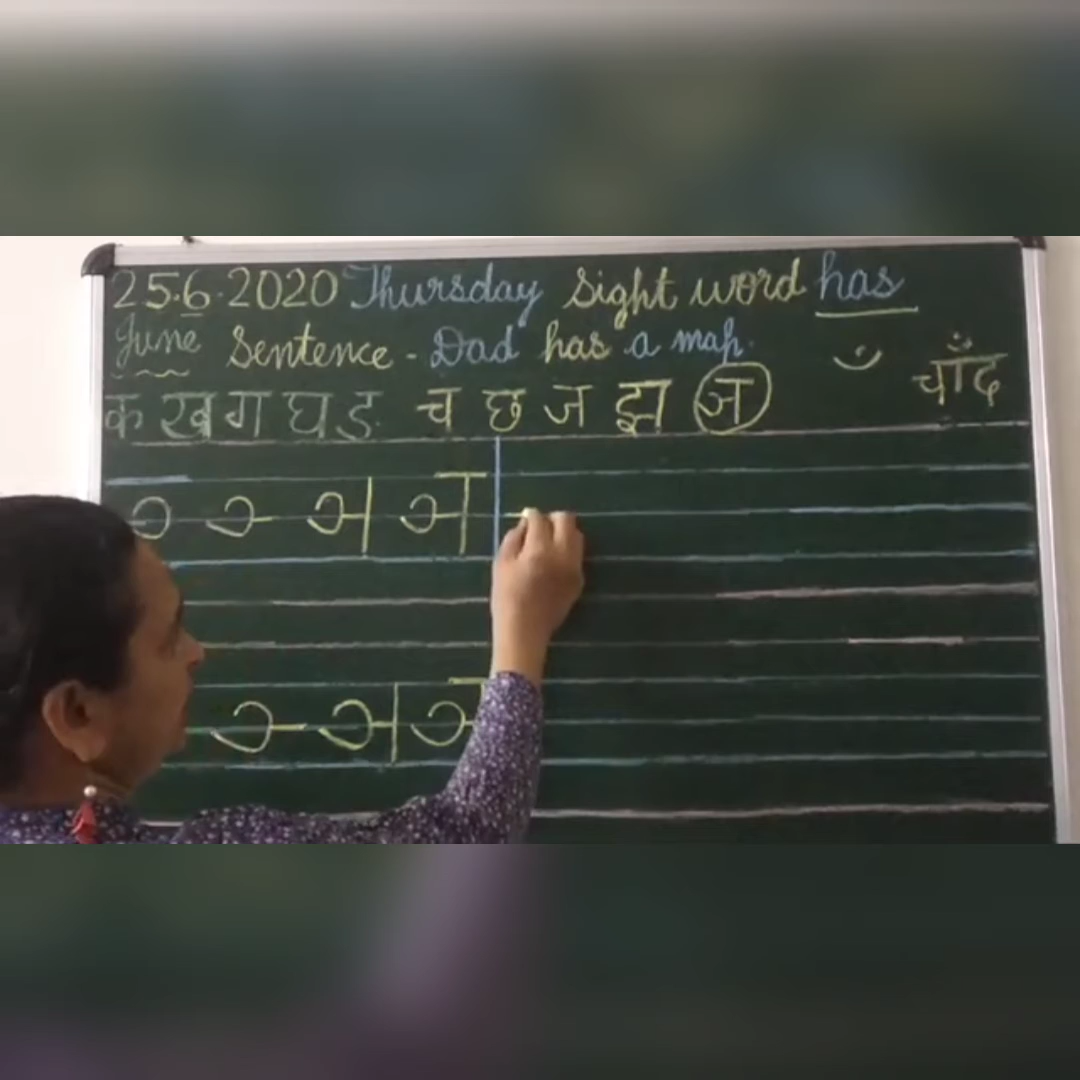 25.6.2020 Thursday Sight word has
June Sentence - Dad has a map.
चाँद
क ख ग घ ङ च छ ज झ ञ